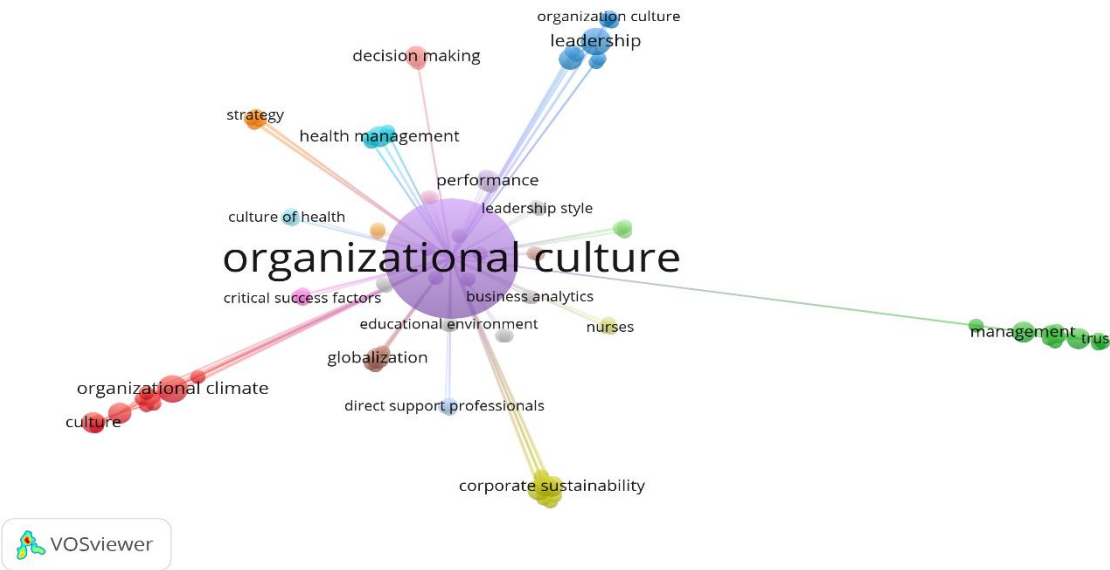 organization culture
leadership
decision making
strategy
health management
performance
leadership style
culture of health
organizational culture
critical success factors
business analytics
educational environment
nurses
management
trus
globalization
organizational climate
direct support professionals
culture
corporate sustainability
VOSviewer